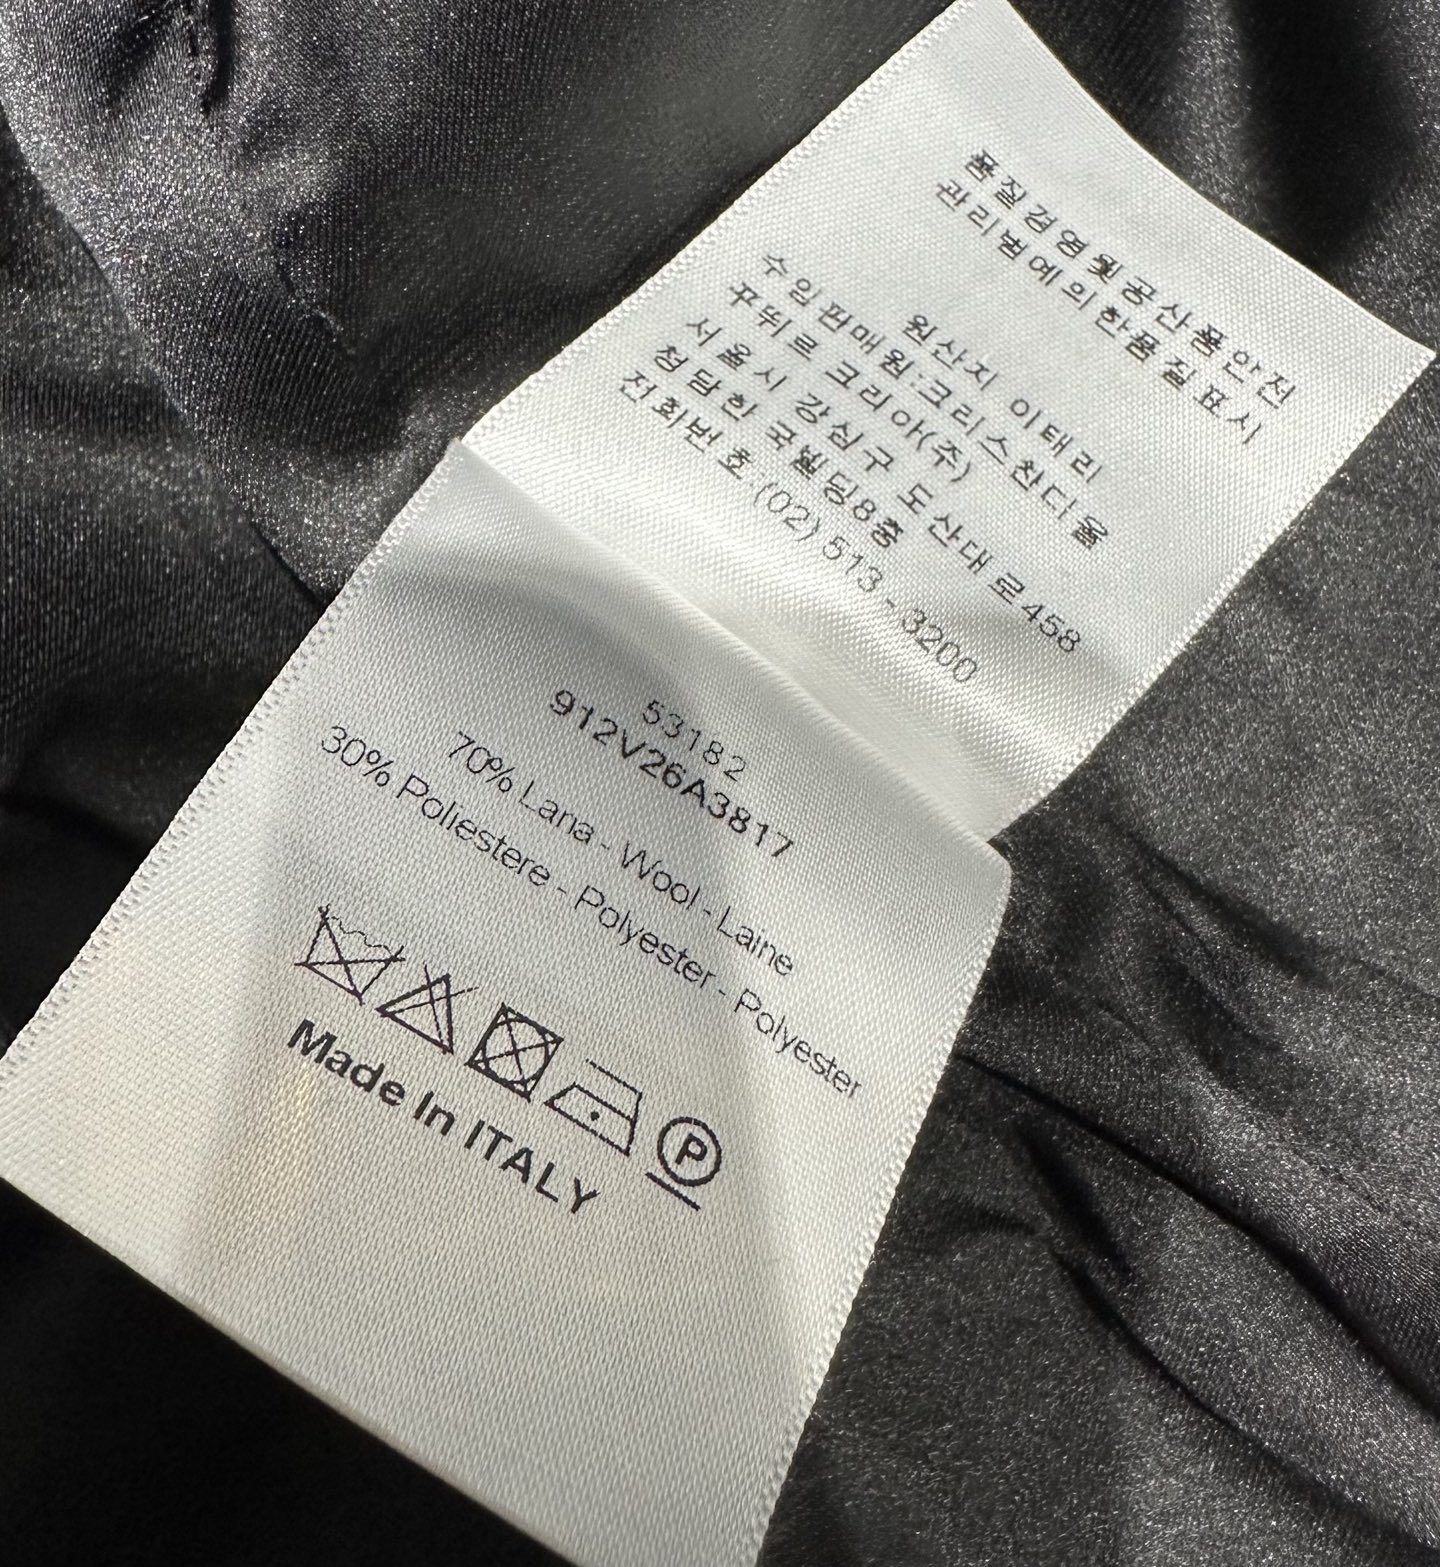 품질경영및공산품안전
관리법예의한품질표시
원산지 이태리
수입판매원:크리스찬디올
꾸뛰르 크리아(주)
서울시 강심구 도산대로458
청담한 국빌딩8층
전화번호:(02) 513 - 3200
53182
912V26A3817
70% Lana - Wool - Laine
30% Poliestere - Polyester - Polyester
P
Made In ITALY